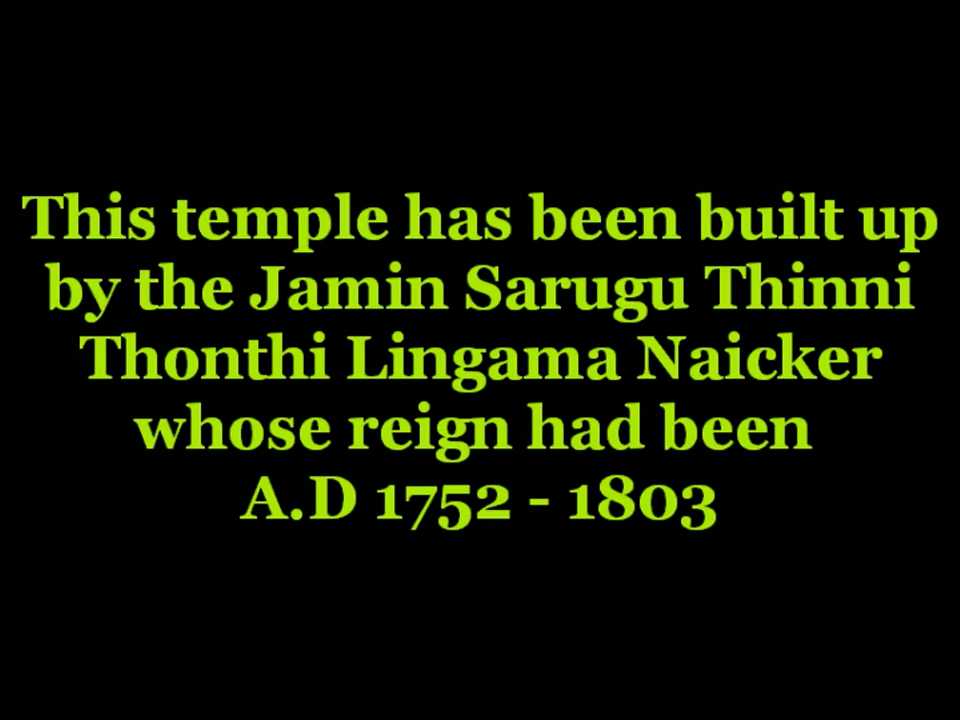 This temple has been built up
by the Jamin Sarugu Thinni
Thonthi Lingama Naicker
whose reign had been
A.D 1752 - 1803